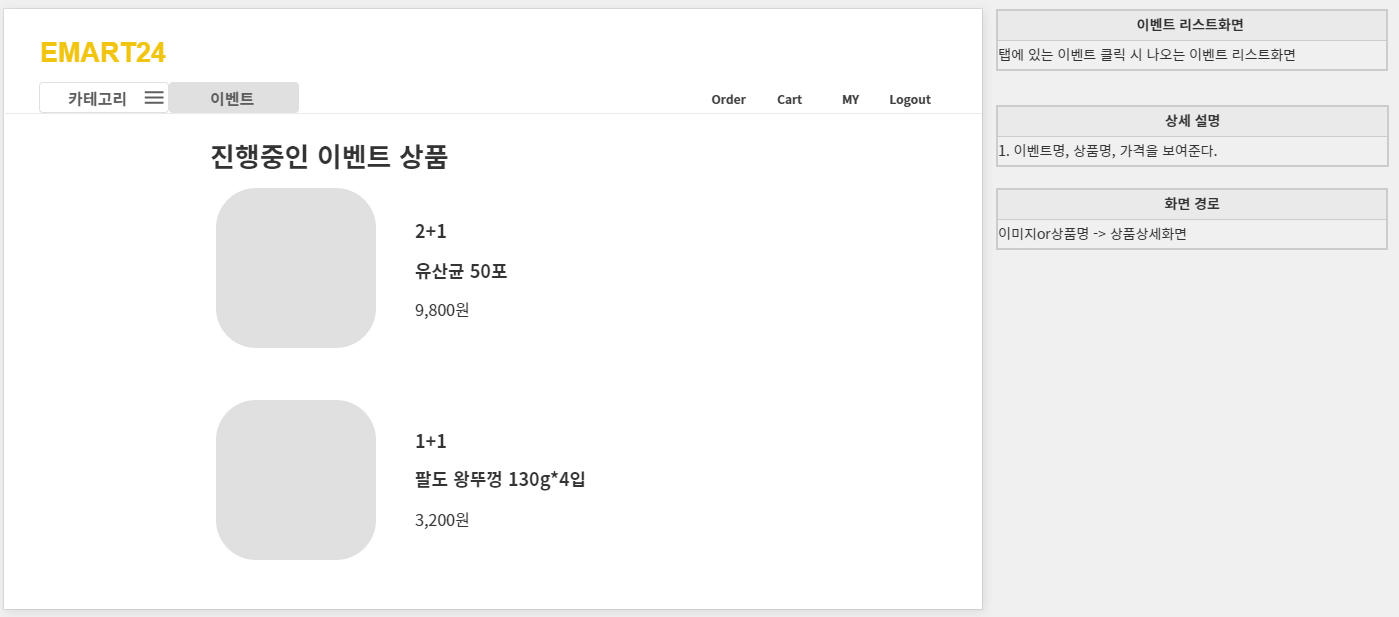 EMART24
카테고리
이벤트
Order
Cart
MY
Logout
진행중인 이벤트 상품
2+1
유산균 50포
9,800원
1+1
팔도 왕뚜껑 130g*4입
3,200원
이벤트 리스트화면
탭에 있는 이벤트 클릭 시 나오는 이벤트 리스트화면
상세 설명
1. 이벤트명, 상품명, 가격을 보여준다.
화면 경로
이미지or상품명 -> 상품상세화면